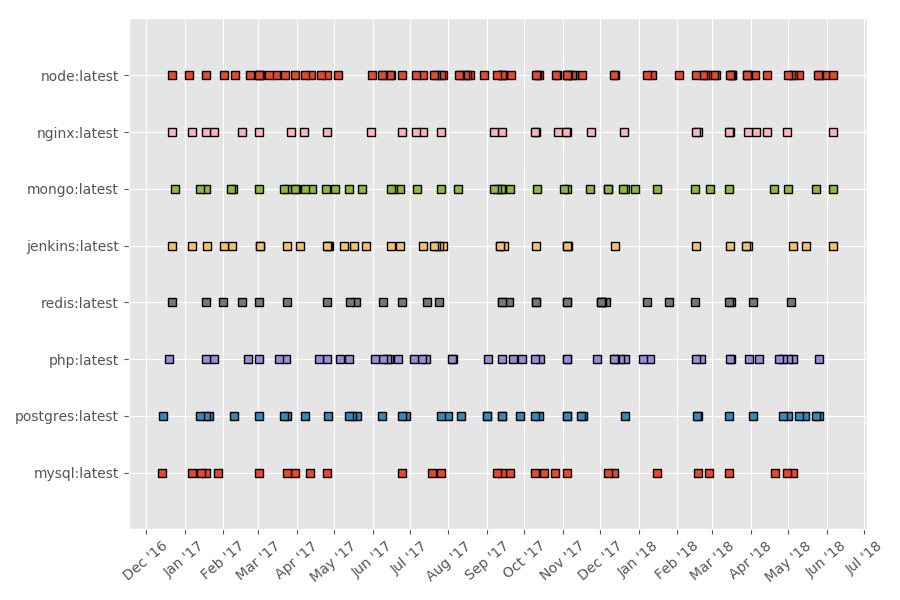 node:latest
nginx:latest
mongo:latest
jenkins:latest
redis:latest
php:latest
postgres:latest
mysql:latest
Dec '16
Jan '17
Feb '17
Mar '17
Apr '17
May '17
Jun '17
Jul '17
Aug '17
Sep '17
Oct '17
Nov '17
Dec '17
Jan '18
Feb '18
Mar '18
Apr '18
May '18
Jun '18
Jul '18